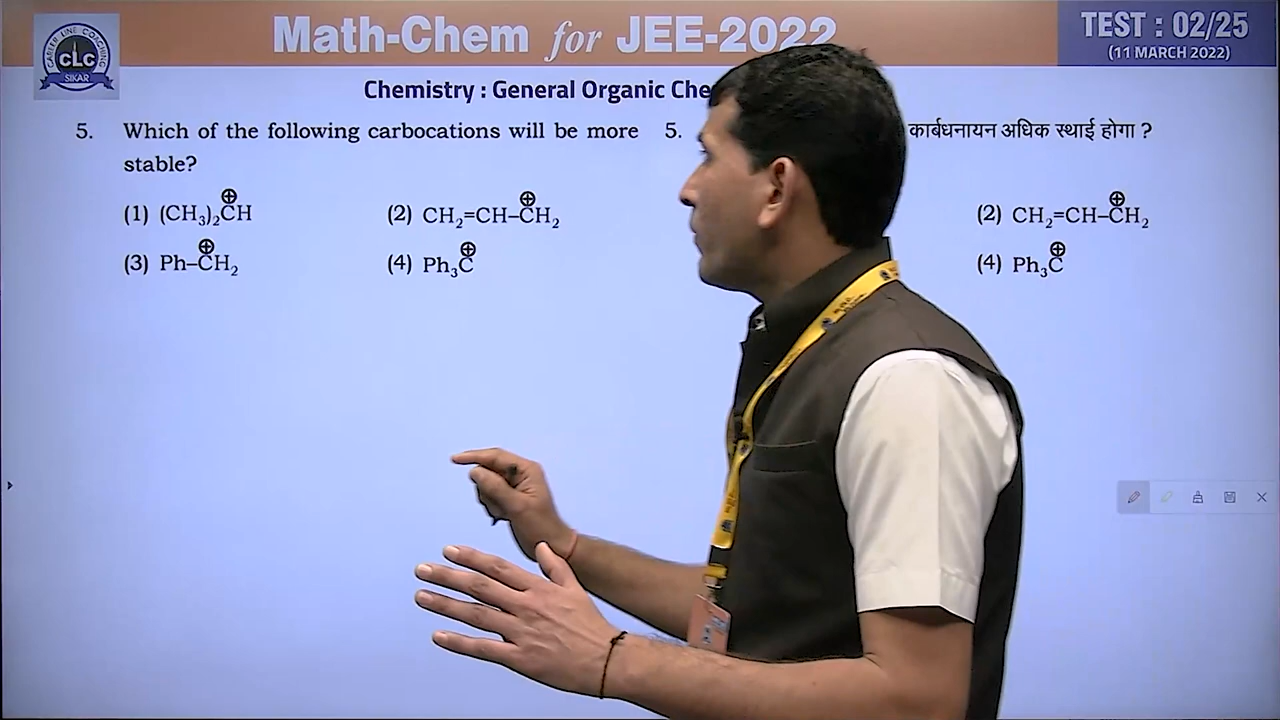 Math-Chem for JEE-2022
TEST : 02/25
(11 MARCH 2022)
CAREER LINE COACHING
CLC
SIKAR
Chemistry : General Organic
5. Which of the following carbocations will be more
stable?
(1) (CH₃)₂C⊕H (2) CH₂=CH–C⊕H₂
(3) Ph–C⊕H₂ (4) Ph₃C⊕
5. कार्बधनायन अधिक स्थाई होगा ?
(2) CH₂=CH–C⊕H₂
(4) Ph₃C⊕